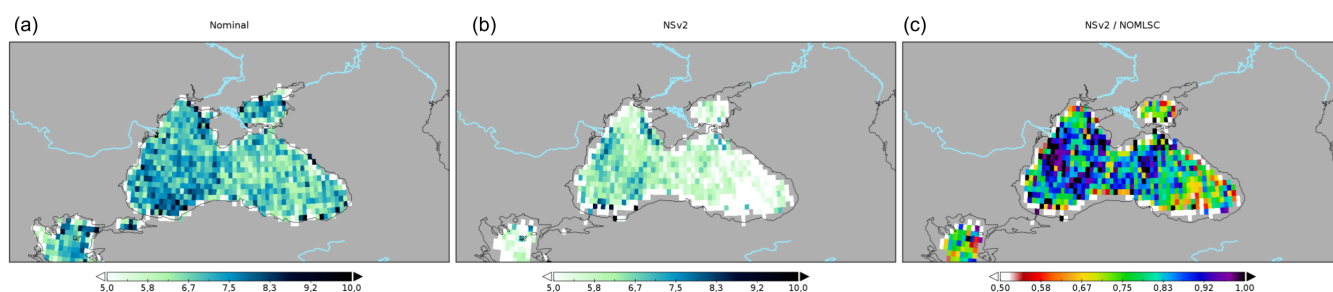 (a)
Nominal
(b)
NSv2
(c)
NSv2 / NOMLSC
5,0 5,8 6,7 7,5 8,3 9,2 10,0
5,0 5,8 6,7 7,5 8,3 9,2 10,0
0,50 0,58 0,67 0,75 0,83 0,92 1,00